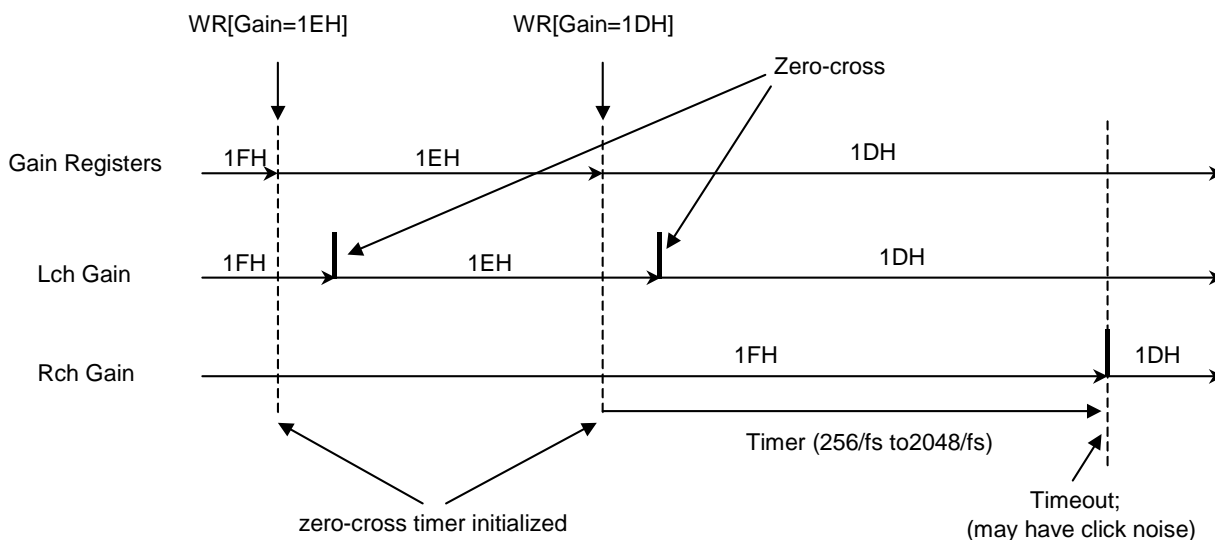 WR[Gain=1EH]
WR[Gain=1DH]
Zero-cross
Gain Registers
1FH
1EH
1DH
Lch Gain
1FH
1EH
1DH
Rch Gain
1FH
1DH
Timer (256/fs to2048/fs)
zero-cross timer initialized
Timeout;
(may have click noise)